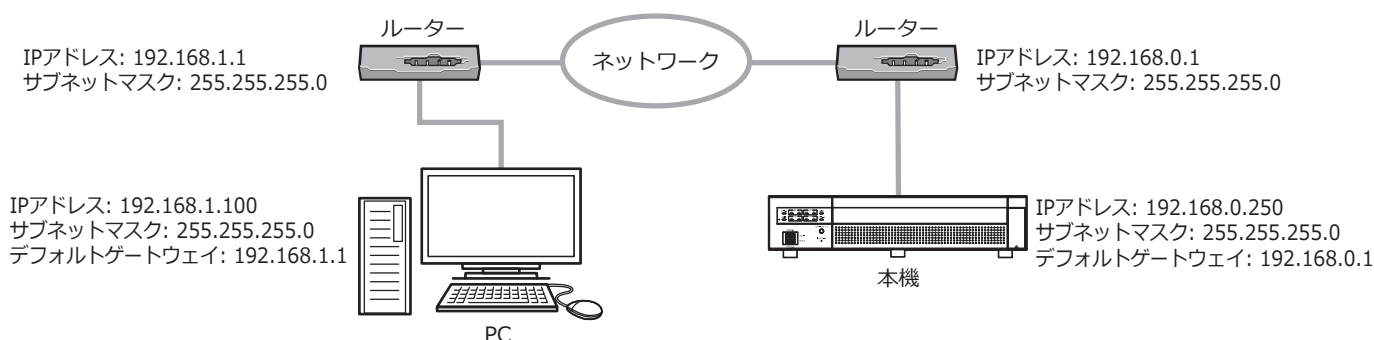 ルーター
IPアドレス: 192.168.1.1
サブネットマスク: 255.255.255.0
ネットワーク
ルーター
IPアドレス: 192.168.0.1
サブネットマスク: 255.255.255.0
IPアドレス: 192.168.1.100
サブネットマスク: 255.255.255.0
デフォルトゲートウェイ: 192.168.1.1
PC
IPアドレス: 192.168.0.250
サブネットマスク: 255.255.255.0
デフォルトゲートウェイ: 192.168.0.1
本機